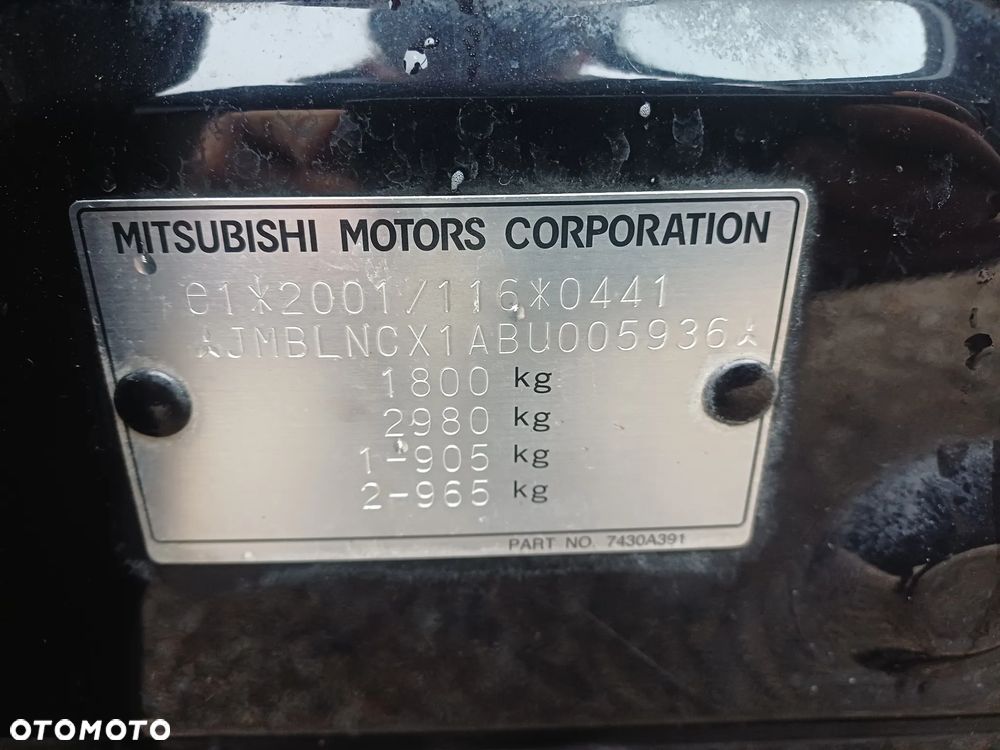 MITSUBISHI MOTORS CORPORATION
e1*2001/116*0441
*JMBLNCX1ABU005936*
1800 kg
2980 kg
1-905 kg
2-965 kg
PART NO. 7430A391
OTOMOTO